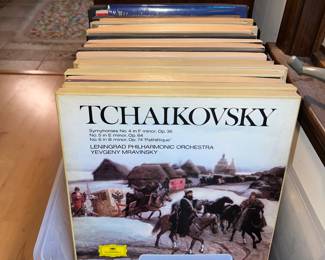 TCHAIKOVSKY
Symphonies No. 4 in F minor, Op. 36
No. 5 in E minor, Op. 64
No. 6 in B minor, Op. 74 "Pathétique"
LENINGRAD PHILHARMONIC ORCHESTRA
YEVGENY MRAVINSKY